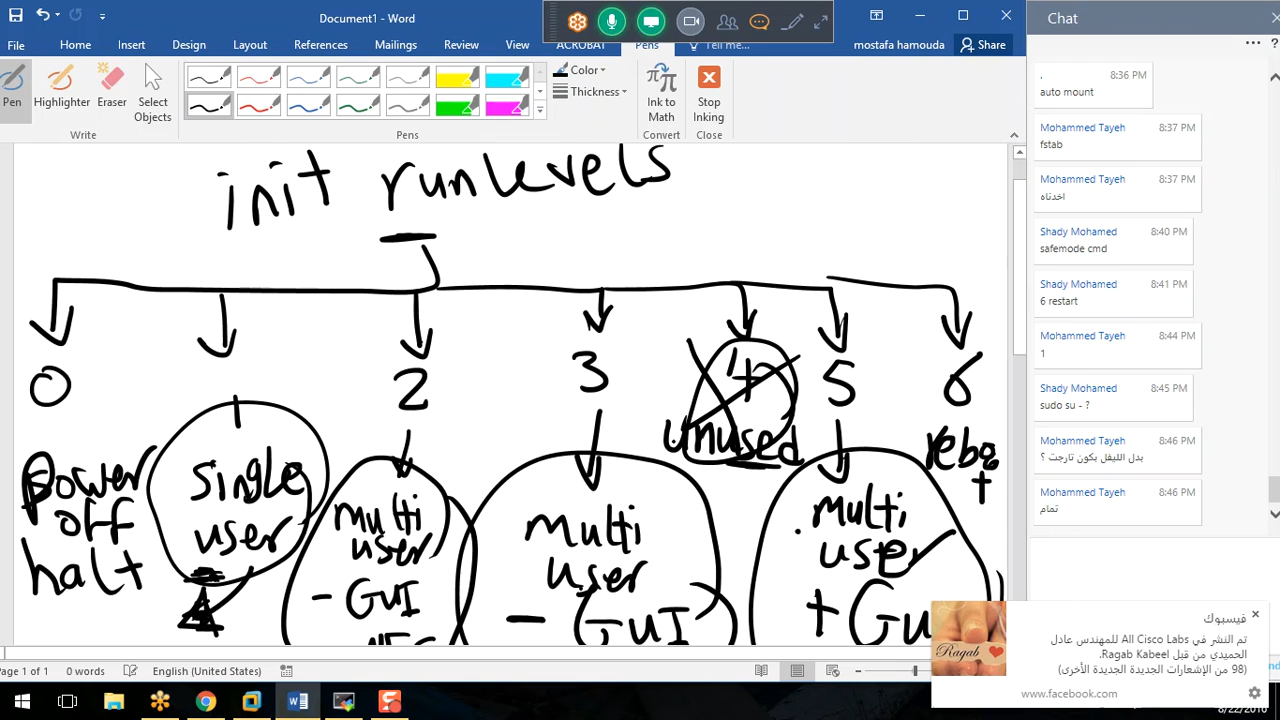 Document1 - Word
File Home Insert Design Layout References Mailings Review View ACROBAT Pens Tell me...
mostafa hamouda Share
Pen
Highlighter
Eraser
Select
Objects
Color
Thickness
Ink to
Math
Stop
Inking
Write
Pens
Convert
Close
init runlevels
0 2 3 4 5 6
power
off
halt
single
user
1
multi
user
- GUI
multi
user
- GUI
unused
multi
user
+ GU
reboo
t
Page 1 of 1 0 words English (United States)
Chat
. 8:36 PM
auto mount
Mohammed Tayeh 8:37 PM
fstab
Mohammed Tayeh 8:37 PM
اخدناه
Shady Mohamed 8:40 PM
safemode cmd
Shady Mohamed 8:41 PM
6 restart
Mohammed Tayeh 8:44 PM
1
Shady Mohamed 8:45 PM
sudo su - ?
Mohammed Tayeh 8:46 PM
بدل الليفل بكون تارجت ؟
Mohammed Tayeh 8:46 PM
تمام
فيسبوك
تم النشر في All Cisco Labs للمهندس عادل
الحميدي من قبل Ragab Kabeel.
(98 من الإشعارات الجديدة الأخرى)
www.facebook.com
Ragab
8/22/2016